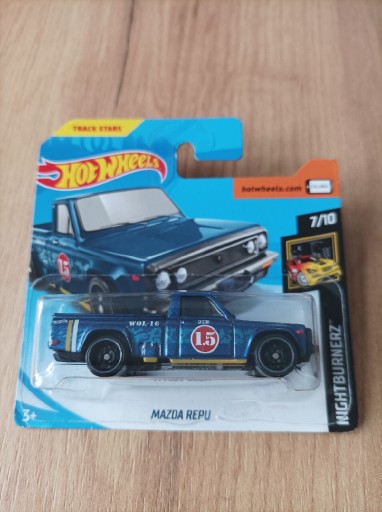 TRACK STARS
HOT WHEELS
hotwheels.com
7/10
15
WOL-16
15
NIGHTBURNERZ
3+
MAZDA REPU